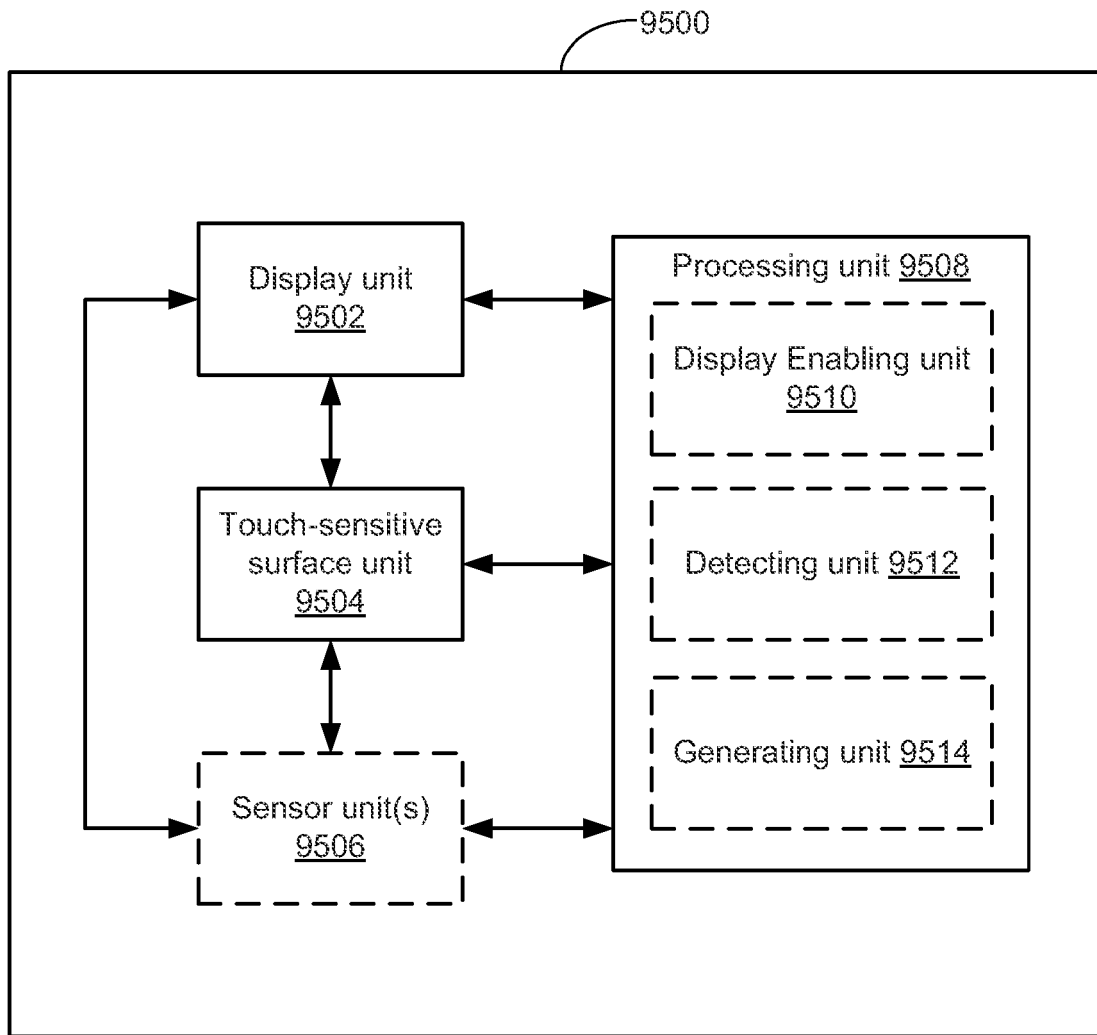 9500
Display unit
9502
Touch-sensitive
surface unit
9504
Sensor unit(s)
9506
Processing unit 9508
Display Enabling unit
9510
Detecting unit 9512
Generating unit 9514